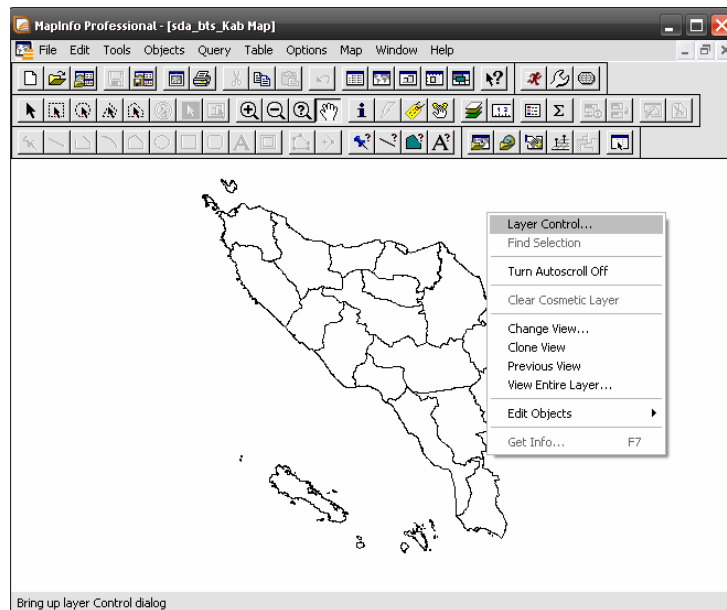 MapInfo Professional - [sda_bts_Kab Map]
File Edit Tools Objects Query Table Options Map Window Help
Layer Control...
Find Selection
Turn Autoscroll Off
Clear Cosmetic Layer
Change View...
Clone View
Previous View
View Entire Layer...
Edit Objects
Get Info... F7
Bring up layer Control dialog